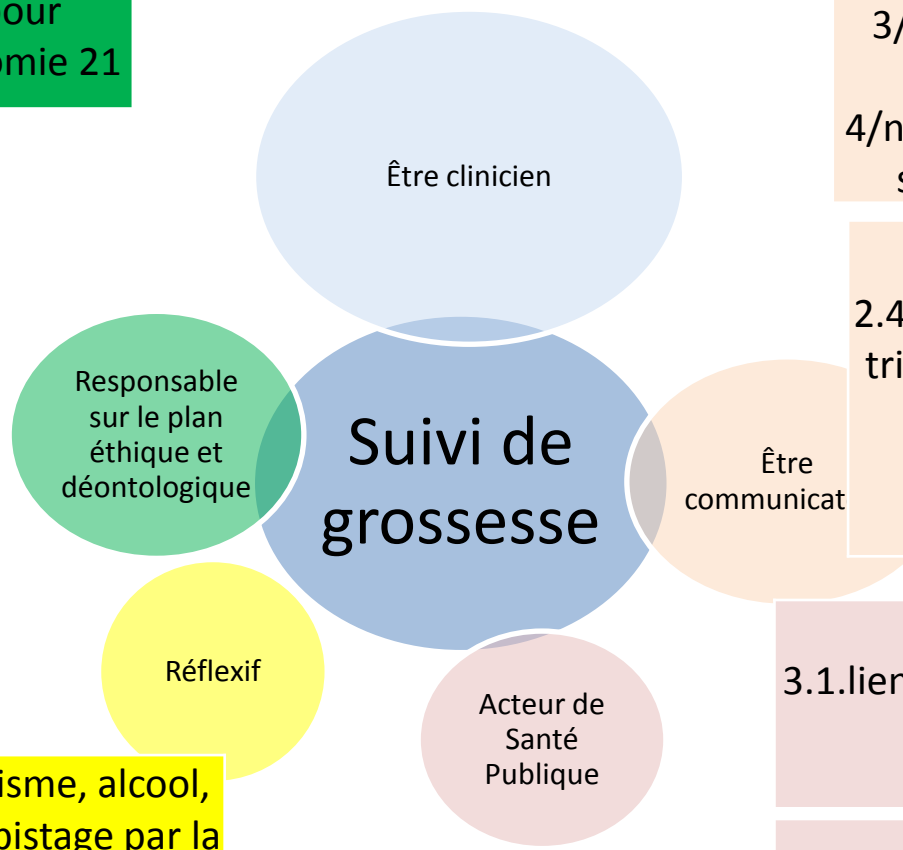 pour
omie 21
3/
4/n
s
Être clinicien
2.4
tri
Responsable
sur le plan
éthique et
déontologique
Suivi de
grossesse
Être
communicat
Réflexif
Acteur de
Santé
Publique
3.1.lien
isme, alcool,
pistage par la